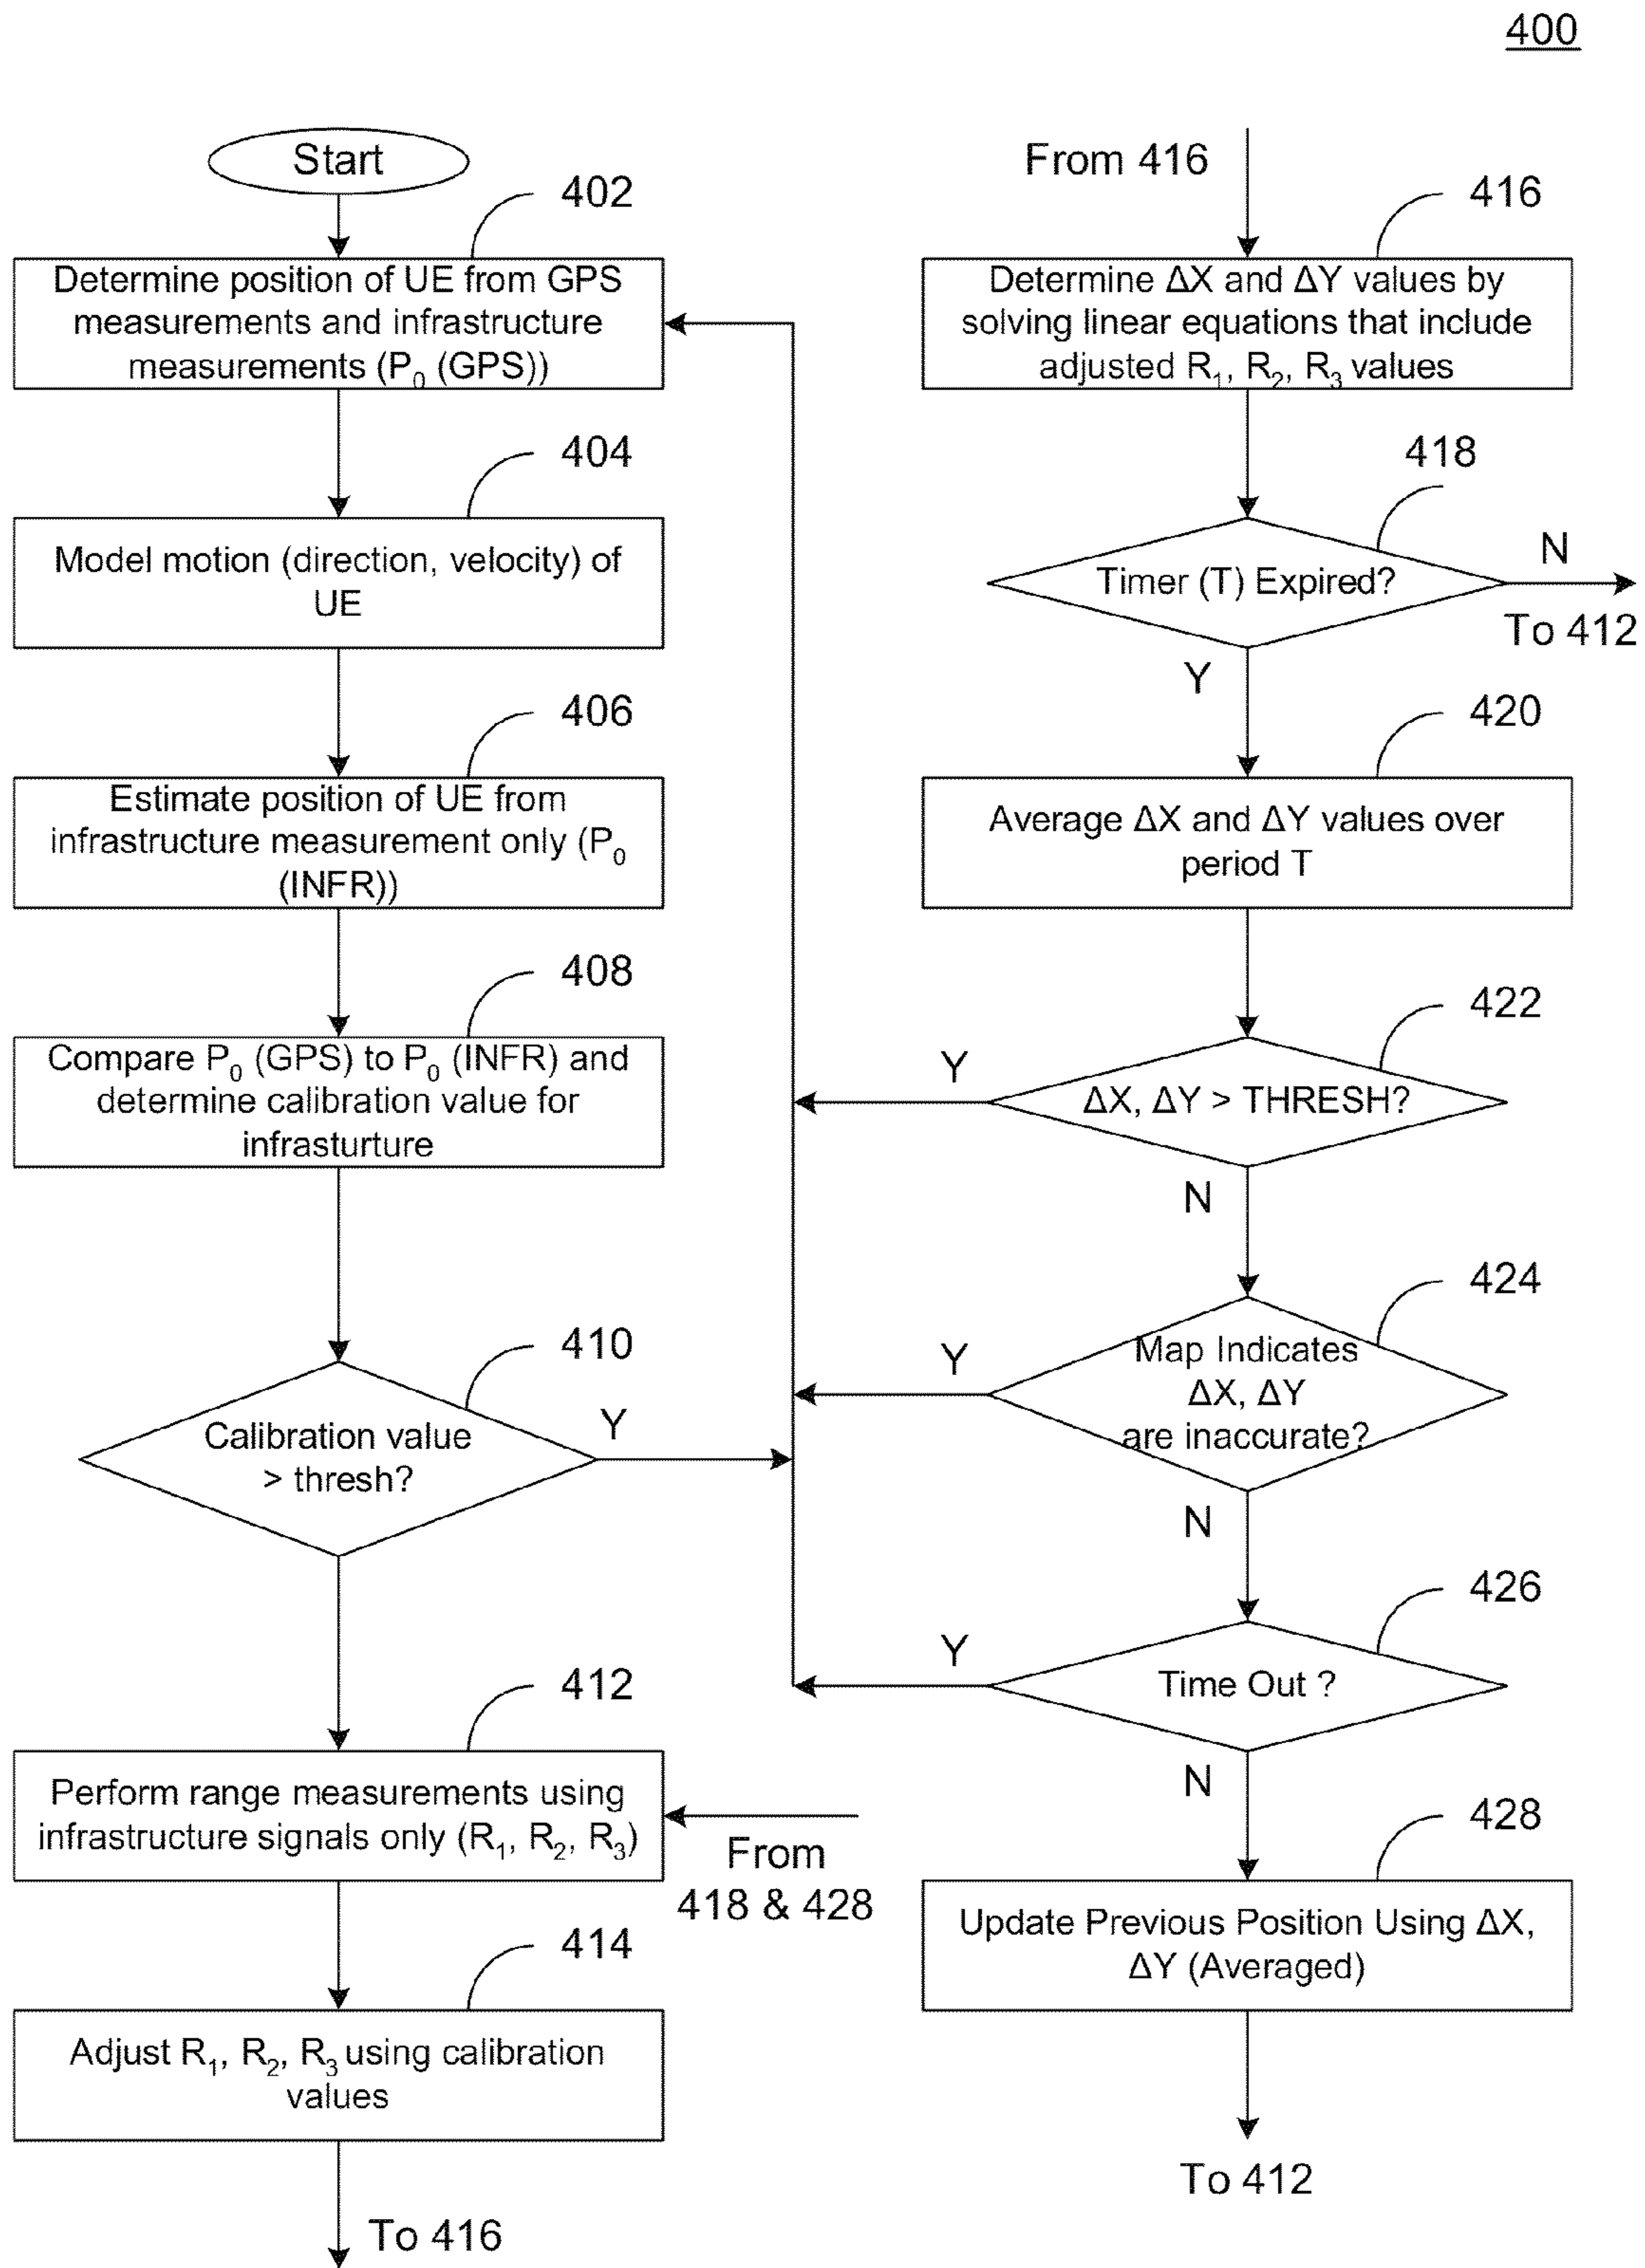 400
Start
402
Determine position of UE from GPS
measurements and infrastructure
measurements (P₀ (GPS))
404
Model motion (direction, velocity) of
UE
406
Estimate position of UE from
infrastructure measurement only (P₀
(INFR))
408
Compare P₀ (GPS) to P₀ (INFR) and
determine calibration value for
infrasturture
410
Calibration value
> thresh?
Y
412
Perform range measurements using
infrastructure signals only (R₁, R₂, R₃)
From
418 & 428
414
Adjust R₁, R₂, R₃ using calibration
values
To 416
From 416
416
Determine ΔX and ΔY values by
solving linear equations that include
adjusted R₁, R₂, R₃ values
418
Timer (T) Expired?
N
To 412
Y
420
Average ΔX and ΔY values over
period T
422
ΔX, ΔY > THRESH?
Y
N
424
Map Indicates
ΔX, ΔY
are inaccurate?
Y
N
426
Time Out ?
Y
N
428
Update Previous Position Using ΔX,
ΔY (Averaged)
To 412